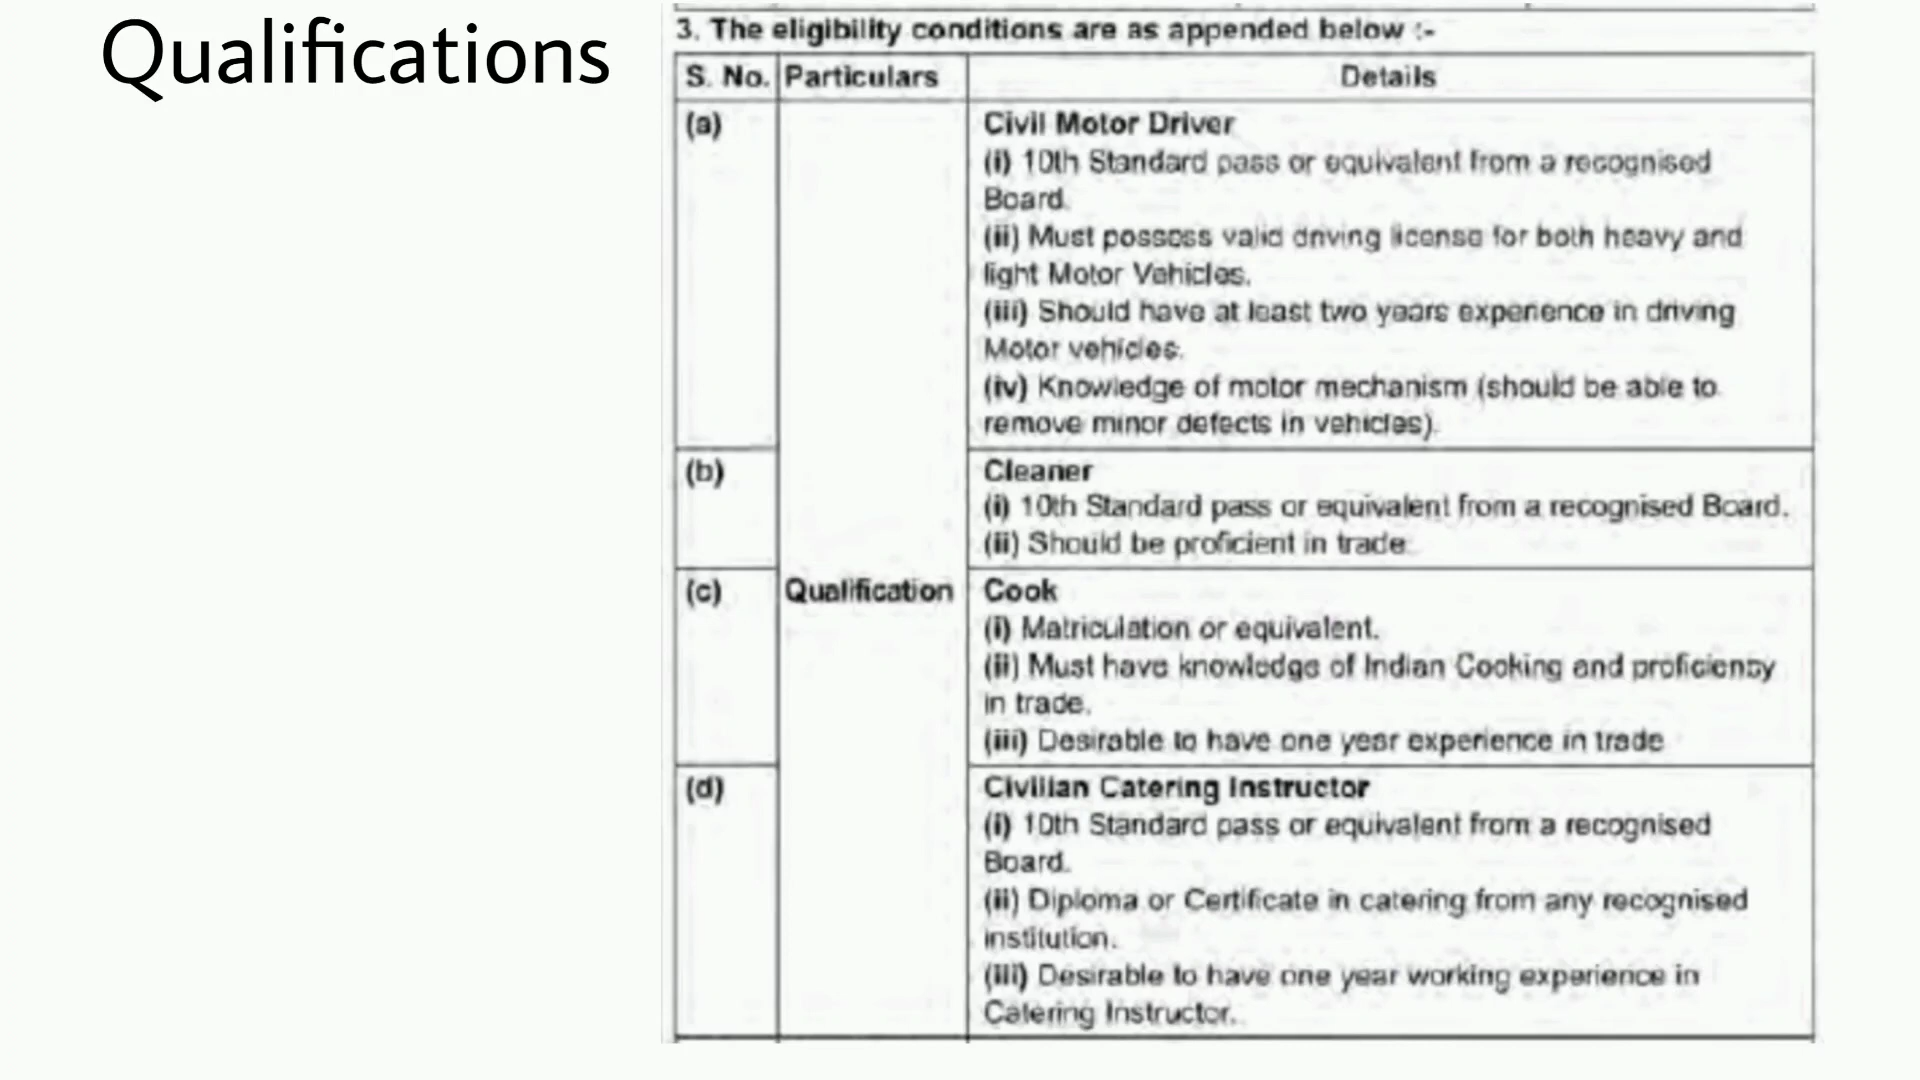 Qualifications
3. The eligibility conditions are as appended below :-
S. No. Particulars Details
(a) Civil Motor Driver
(i) 10th Standard pass or equivalent from a recognised
Board.
(ii) Must possess valid driving license for both heavy and
light Motor Vehicles.
(iii) Should have at least two years experience in driving
Motor vehicles.
(iv) Knowledge of motor mechanism (should be able to
remove minor defects in vehicles).
(b) Cleaner
(i) 10th Standard pass or equivalent from a recognised Board.
(ii) Should be proficient in trade.
(c) Qualification Cook
(i) Matriculation or equivalent.
(ii) Must have knowledge of Indian Cooking and proficiency
in trade.
(iii) Desirable to have one year experience in trade
(d) Civilian Catering Instructor
(i) 10th Standard pass or equivalent from a recognised
Board.
(ii) Diploma or Certificate in catering from any recognised
institution.
(iii) Desirable to have one year working experience in
Catering Instructor.